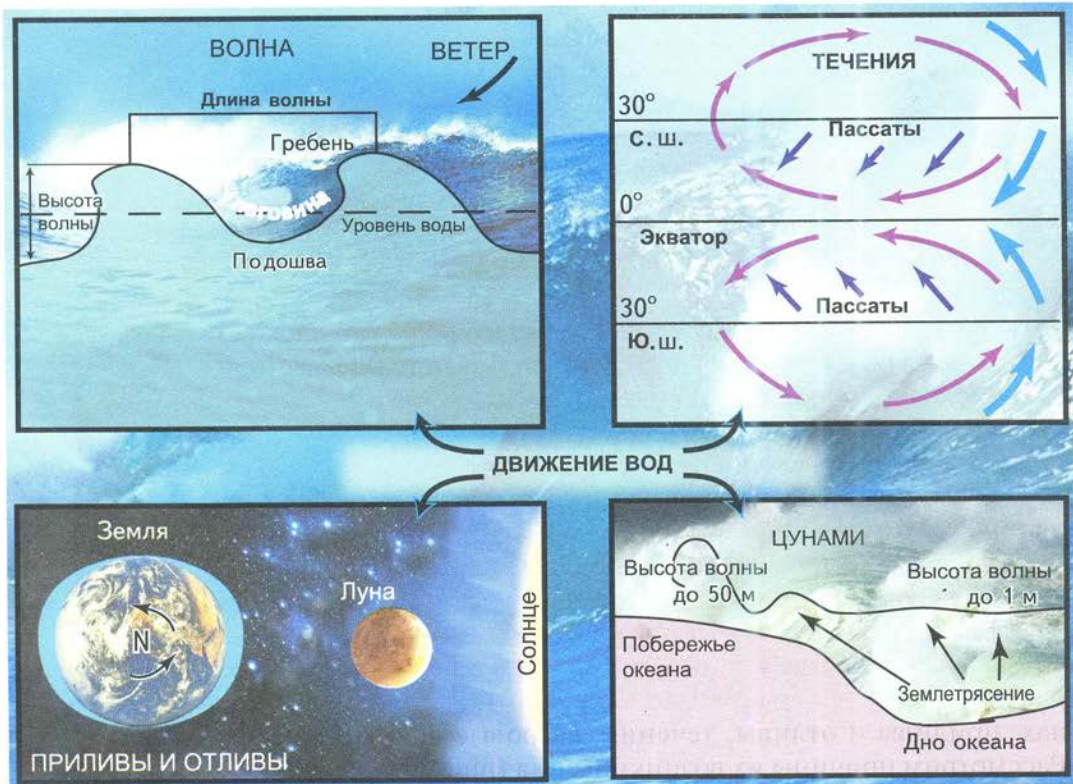 ВОЛНА
ВЕТЕР
Длина волны
Гребень
Высота
волны
Ложбина
Уровень воды
Подошва
ТЕЧЕНИЯ
30°
С. ш.
Пассаты
0°
Экватор
30°
Пассаты
Ю. ш.
ДВИЖЕНИЕ ВОД
Земля
N
Луна
Солнце
ПРИЛИВЫ И ОТЛИВЫ
ЦУНАМИ
Высота волны
до 50 м
Высота волны
до 1 м
Побережье
океана
Землетрясение
Дно океана